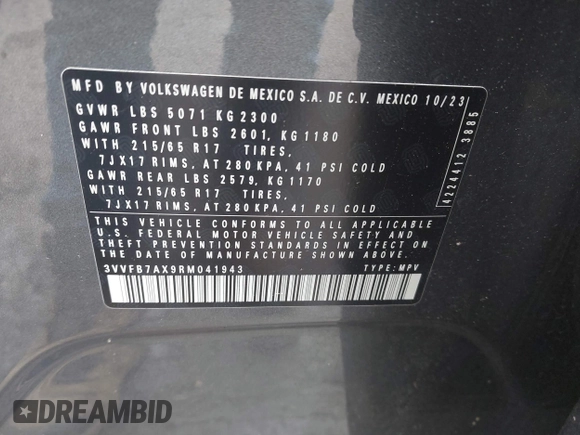 MFD BY VOLKSWAGEN DE MEXICO S.A. DE C.V. MEXICO 10/23
GVWR LBS 5071 KG 2300
GAWR FRONT LBS 2601, KG 1180
WITH 215/65 R17 TIRES,
7JX17 RIMS, AT 280 KPA, 41 PSI COLD
GAWR REAR LBS 2579, KG 1170
WITH 215/65 R17 TIRES,
7JX17 RIMS, AT 280 KPA, 41 PSI COLD
THIS VEHICLE CONFORMS TO ALL APPLICABLE
U.S. FEDERAL MOTOR VEHICLE SAFETY AND
THEFT PREVENTION STANDARDS IN EFFECT ON
THE DATE OF MANUFACTURE SHOWN ABOVE.
3VVFB7AX9RM041943 TYPE: MPV
4224412 3885
DREAMBID